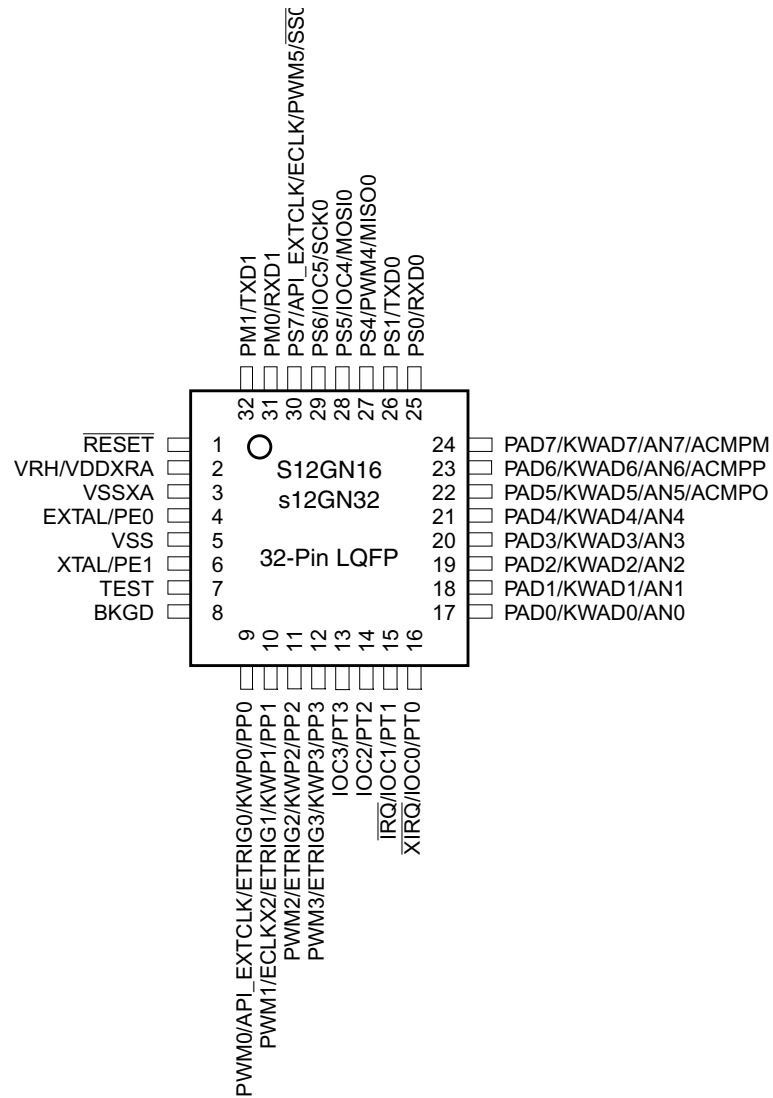 PM1/TXD1
PM0/RXD1
PS7/API_EXTCLK/ECLK/PWM5/SS0
PS6/IOC5/SCK0
PS5/IOC4/MOSI0
PS4/PWM4/MISO0
PS1/TXD0
PS0/RXD0
32
31
30
29
28
27
26
25
RESET 1
VRH/VDDXRA 2
VSSXA 3
EXTAL/PE0 4
VSS 5
XTAL/PE1 6
TEST 7
BKGD 8
S12GN16
s12GN32
32-Pin LQFP
24 PAD7/KWAD7/AN7/ACMPM
23 PAD6/KWAD6/AN6/ACMPP
22 PAD5/KWAD5/AN5/ACMPO
21 PAD4/KWAD4/AN4
20 PAD3/KWAD3/AN3
19 PAD2/KWAD2/AN2
18 PAD1/KWAD1/AN1
17 PAD0/KWAD0/AN0
9
10
11
12
13
14
15
16
PWM0/API_EXTCLK/ETRIG0/KWP0/PP0
PWM1/ECLKX2/ETRIG1/KWP1/PP1
PWM2/ETRIG2/KWP2/PP2
PWM3/ETRIG3/KWP3/PP3
IOC3/PT3
IOC2/PT2
IRQ/IOC1/PT1
XIRQ/IOC0/PT0